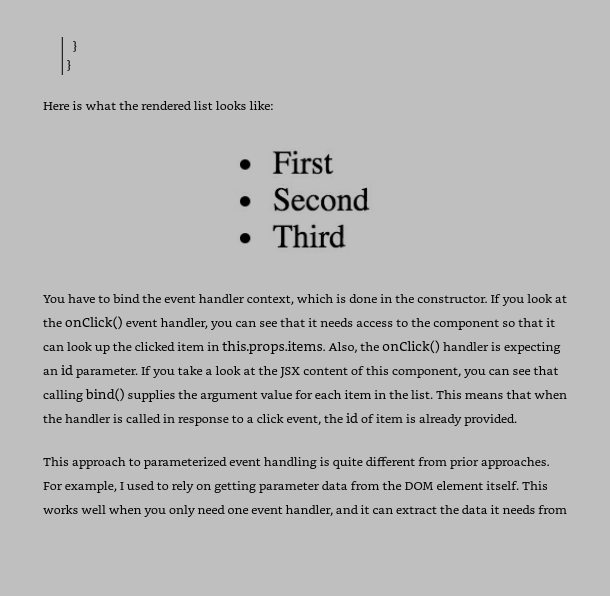 }
}
Here is what the rendered list looks like:
• First
• Second
• Third
You have to bind the event handler context, which is done in the constructor. If you look at
the onClick() event handler, you can see that it needs access to the component so that it
can look up the clicked item in this.props.items. Also, the onClick() handler is expecting
an id parameter. If you take a look at the JSX content of this component, you can see that
calling bind() supplies the argument value for each item in the list. This means that when
the handler is called in response to a click event, the id of item is already provided.
This approach to parameterized event handling is quite different from prior approaches.
For example, I used to rely on getting parameter data from the DOM element itself. This
works well when you only need one event handler, and it can extract the data it needs from